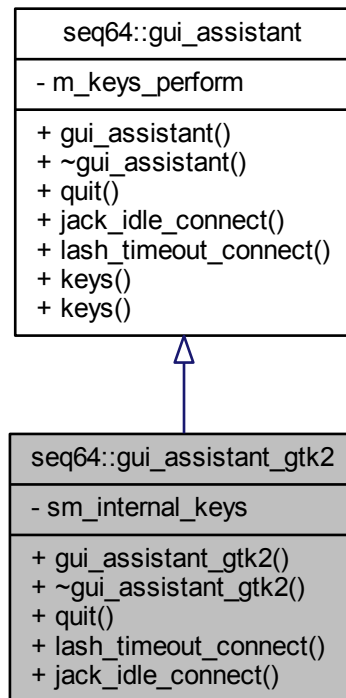 seq64::gui_assistant
- m_keys_perform
+ gui_assistant()
+ ~gui_assistant()
+ quit()
+ jack_idle_connect()
+ lash_timeout_connect()
+ keys()
+ keys()
seq64::gui_assistant_gtk2
- sm_internal_keys
+ gui_assistant_gtk2()
+ ~gui_assistant_gtk2()
+ quit()
+ lash_timeout_connect()
+ jack_idle_connect()